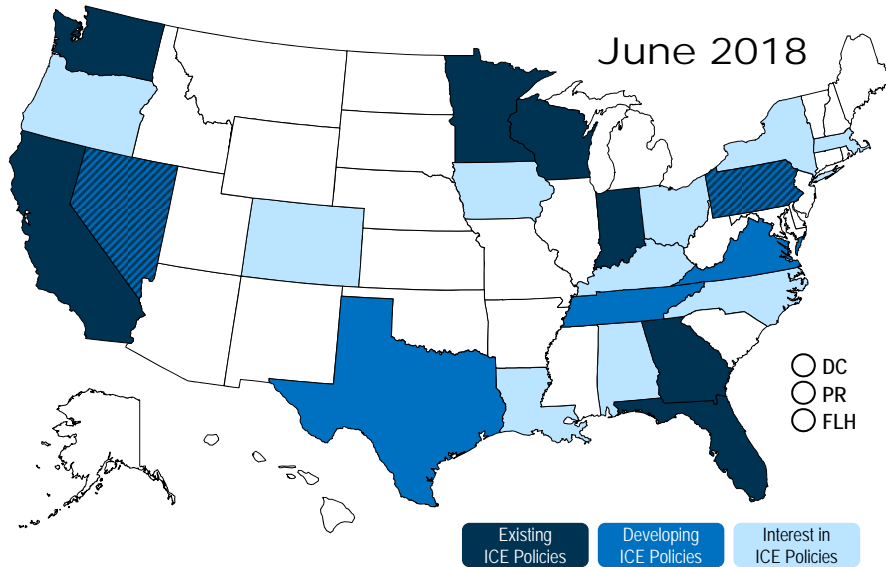 June 2018
DC
PR
FLH
Existing
ICE Policies
Developing
ICE Policies
Interest in
ICE Policies